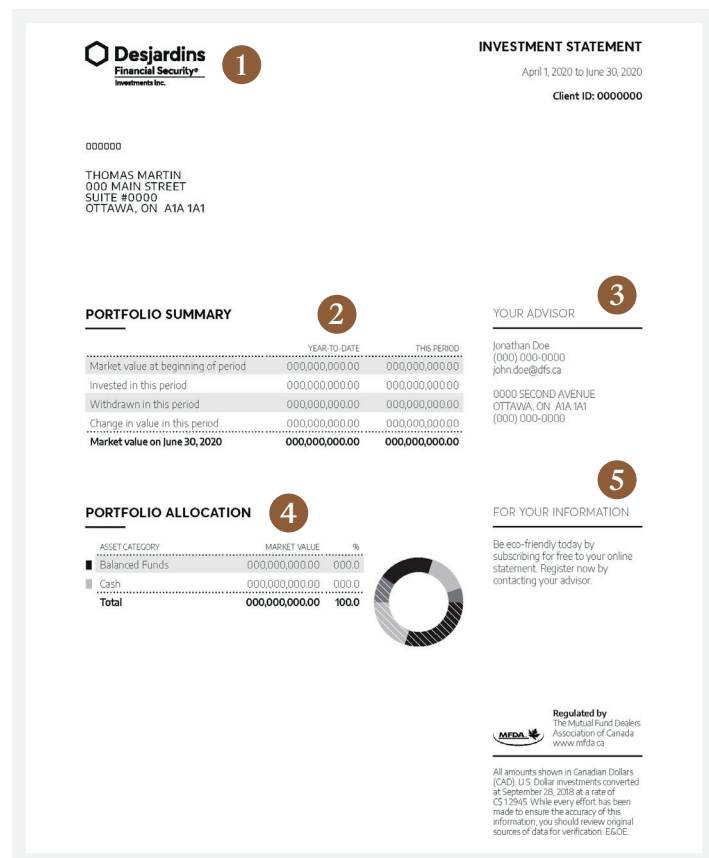 Desjardins
Financial Security®
Investments Inc.
1
INVESTMENT STATEMENT
April 1, 2020 to June 30, 2020
Client ID: 0000000
000000
THOMAS MARTIN
000 MAIN STREET
SUITE #0000
OTTAWA, ON A1A 1A1
PORTFOLIO SUMMARY
2
YEAR-TO-DATE THIS PERIOD
Market value at beginning of period 000,000,000.00 000,000,000.00
Invested in this period 000,000,000.00 000,000,000.00
Withdrawn in this period 000,000,000.00 000,000,000.00
Change in value in this period 000,000,000.00 000,000,000.00
Market value on June 30, 2020 000,000,000.00 000,000,000.00
3
YOUR ADVISOR
Jonathan Doe
(000) 000-0000
john.doe@dfs.ca
0000 SECOND AVENUE
OTTAWA, ON A1A 1A1
(000) 000-0000
PORTFOLIO ALLOCATION
4
ASSET CATEGORY MARKET VALUE %
Balanced Funds 000,000,000.00 000.0
Cash 000,000,000.00 000.0
Total 000,000,000.00 100.0
5
FOR YOUR INFORMATION
Be eco-friendly today by
subscribing for free to your online
statement. Register now by
contacting your advisor.
MFDA
Regulated by
The Mutual Fund Dealers
Association of Canada
www.mfda.ca
All amounts shown in Canadian Dollars
(CAD). U.S. Dollar investments converted
at September 28, 2018 at a rate of
C$ 1.2945. While every effort has been
made to ensure the accuracy of this
information, you should review original
sources of data for verification. E&OE.